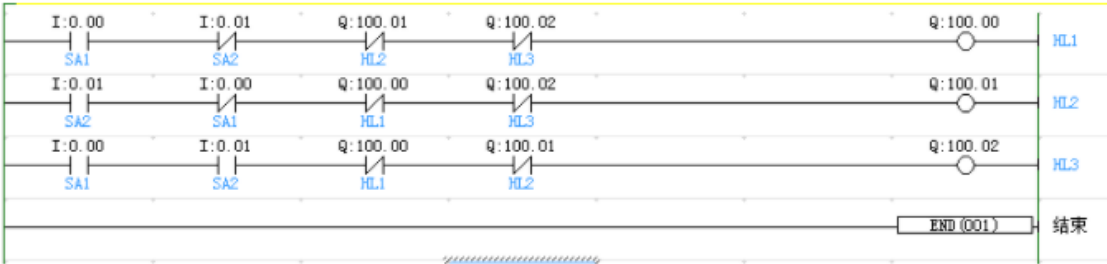 I:0.00 I:0.01 Q:100.01 Q:100.02 Q:100.00
SA1 SA2 HL2 HL3 HL1
I:0.01 I:0.00 Q:100.00 Q:100.02 Q:100.01
SA2 SA1 HL1 HL3 HL2
I:0.00 I:0.01 Q:100.00 Q:100.01 Q:100.02
SA1 SA2 HL1 HL2 HL3
END(001) 结束